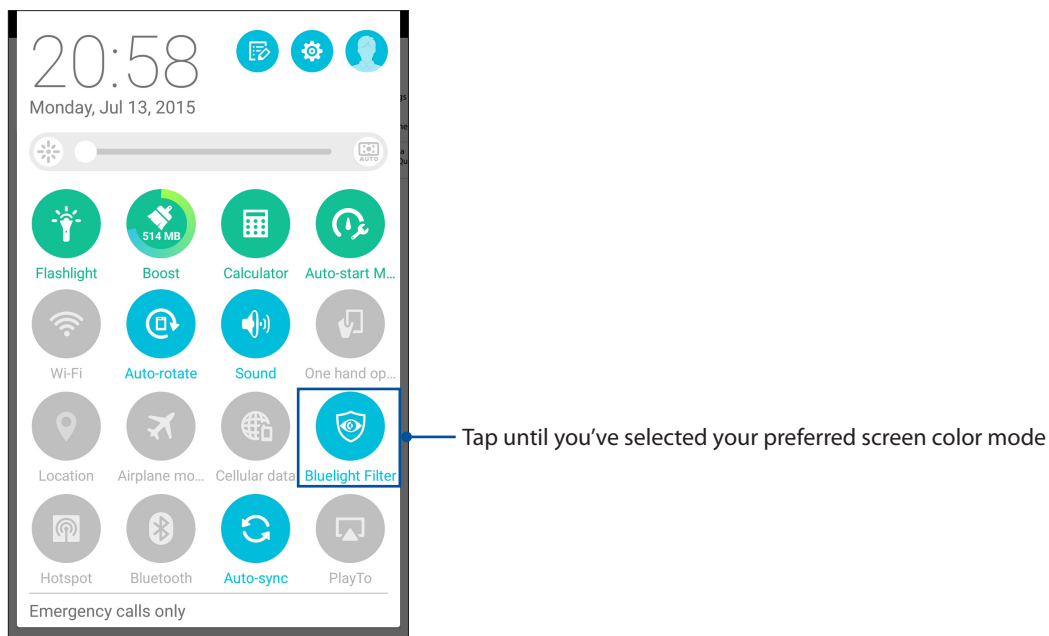 20:58
Monday, Jul 13, 2015
AUTO
514 MB
Flashlight Boost Calculator Auto-start M...
Wi-Fi Auto-rotate Sound One hand op...
Location Airplane mo... Cellular data Bluelight Filter
Tap until you've selected your preferred screen color mode
Hotspot Bluetooth Auto-sync PlayTo
Emergency calls only